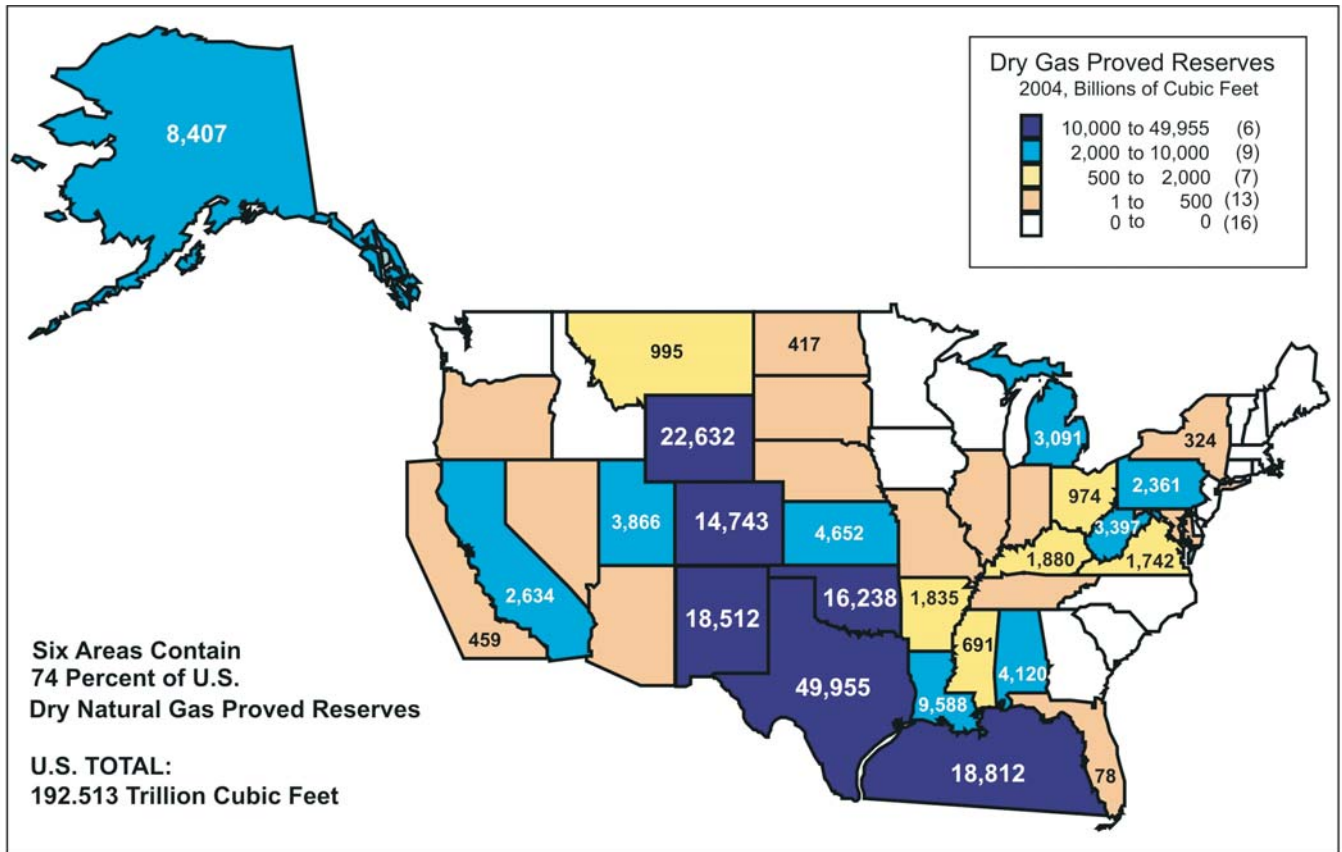 Dry Gas Proved Reserves
2004, Billions of Cubic Feet
10,000 to 49,955 (6)
2,000 to 10,000 (9)
500 to 2,000 (7)
1 to 500 (13)
0 to 0 (16)
8,407
995
417
22,632
3,091
324
974
2,361
3,866
14,743
4,652
3,397
1,880
1,742
2,634
16,238
1,835
18,512
459
691
4,120
49,955
9,588
18,812
78
Six Areas Contain
74 Percent of U.S.
Dry Natural Gas Proved Reserves
U.S. TOTAL:
192.513 Trillion Cubic Feet